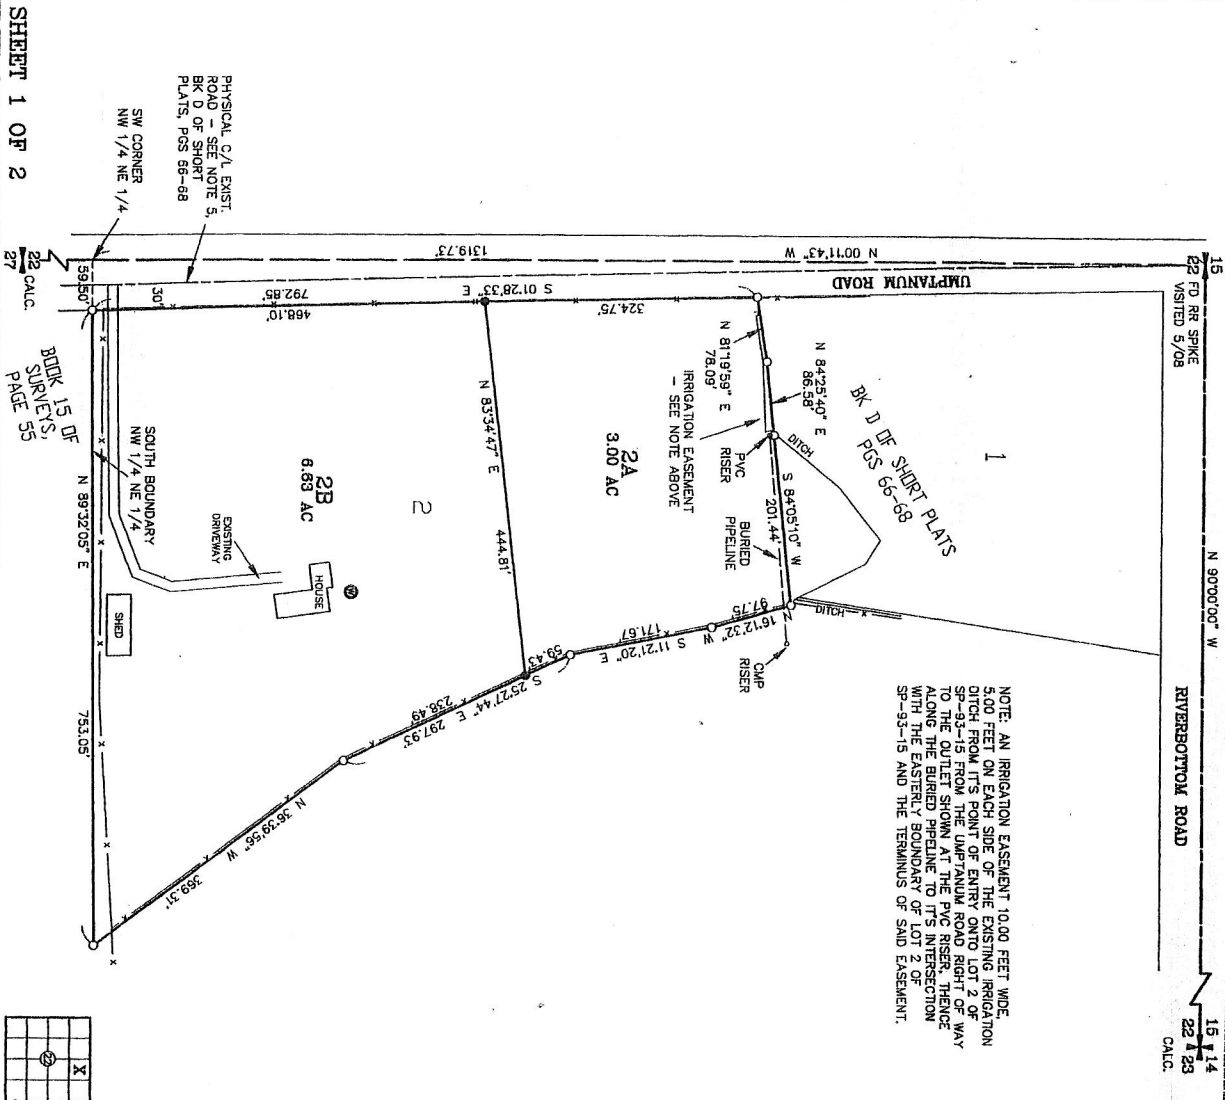 SHEET 1 OF 2
15
22
FD RR SPIKE
VISITED 5/08
N 90°00'00" W
RIVERBOTTOM ROAD
15 14
22 23
CALC.
PHYSICAL C/L EXIST.
ROAD - SEE NOTE 5,
BK D OF SHORT
PLATS, PGS 66-68
SW CORNER
NW 1/4 NE 1/4
N 00°11'43" W
1319.73'
UMPTANUM ROAD
22
27
CALC.
59.50'
30'
792.85'
468.10'
S 01°28'33" E
324.75'
N 81°19'59" E
78.09'
N 84°25'40" E
86.58'
IRRIGATION EASEMENT
- SEE NOTE ABOVE
PVC
RISER
DITCH
S 84°05'10" W
201.44'
BURIED
PIPELINE
BK D OF SHORT PLATS
PGS 66-68
1
DITCH
CMP
RISER
N 16°12'32" W
97.75'
S 11°21'20" E
171.67'
59.43'
S 25°27'44" E
297.93'
238.49'
N 36°39'56" W
369.31'
2A
3.00 AC
N 83°34'47" E
444.81'
2
2B
6.63 AC
EXISTING
DRIVEWAY
HOUSE
W
SHED
SOUTH BOUNDARY
NW 1/4 NE 1/4
N 89°32'05" E
753.05'
BOOK 15 OF
SURVEYS,
PAGE 55
NOTE: AN IRRIGATION EASEMENT 10.00 FEET WIDE,
5.00 FEET ON EACH SIDE OF THE EXISTING IRRIGATION
DITCH FROM IT'S POINT OF ENTRY ONTO LOT 2 OF
SP-93-15 FROM THE UMPTANUM ROAD RIGHT OF WAY
TO THE OUTLET SHOWN AT THE PVC RISER, THENCE
ALONG THE BURIED PIPELINE TO IT'S INTERSECTION
WITH THE EASTERLY BOUNDARY OF LOT 2 OF
SP-93-15 AND THE TERMINUS OF SAID EASEMENT.
X
22